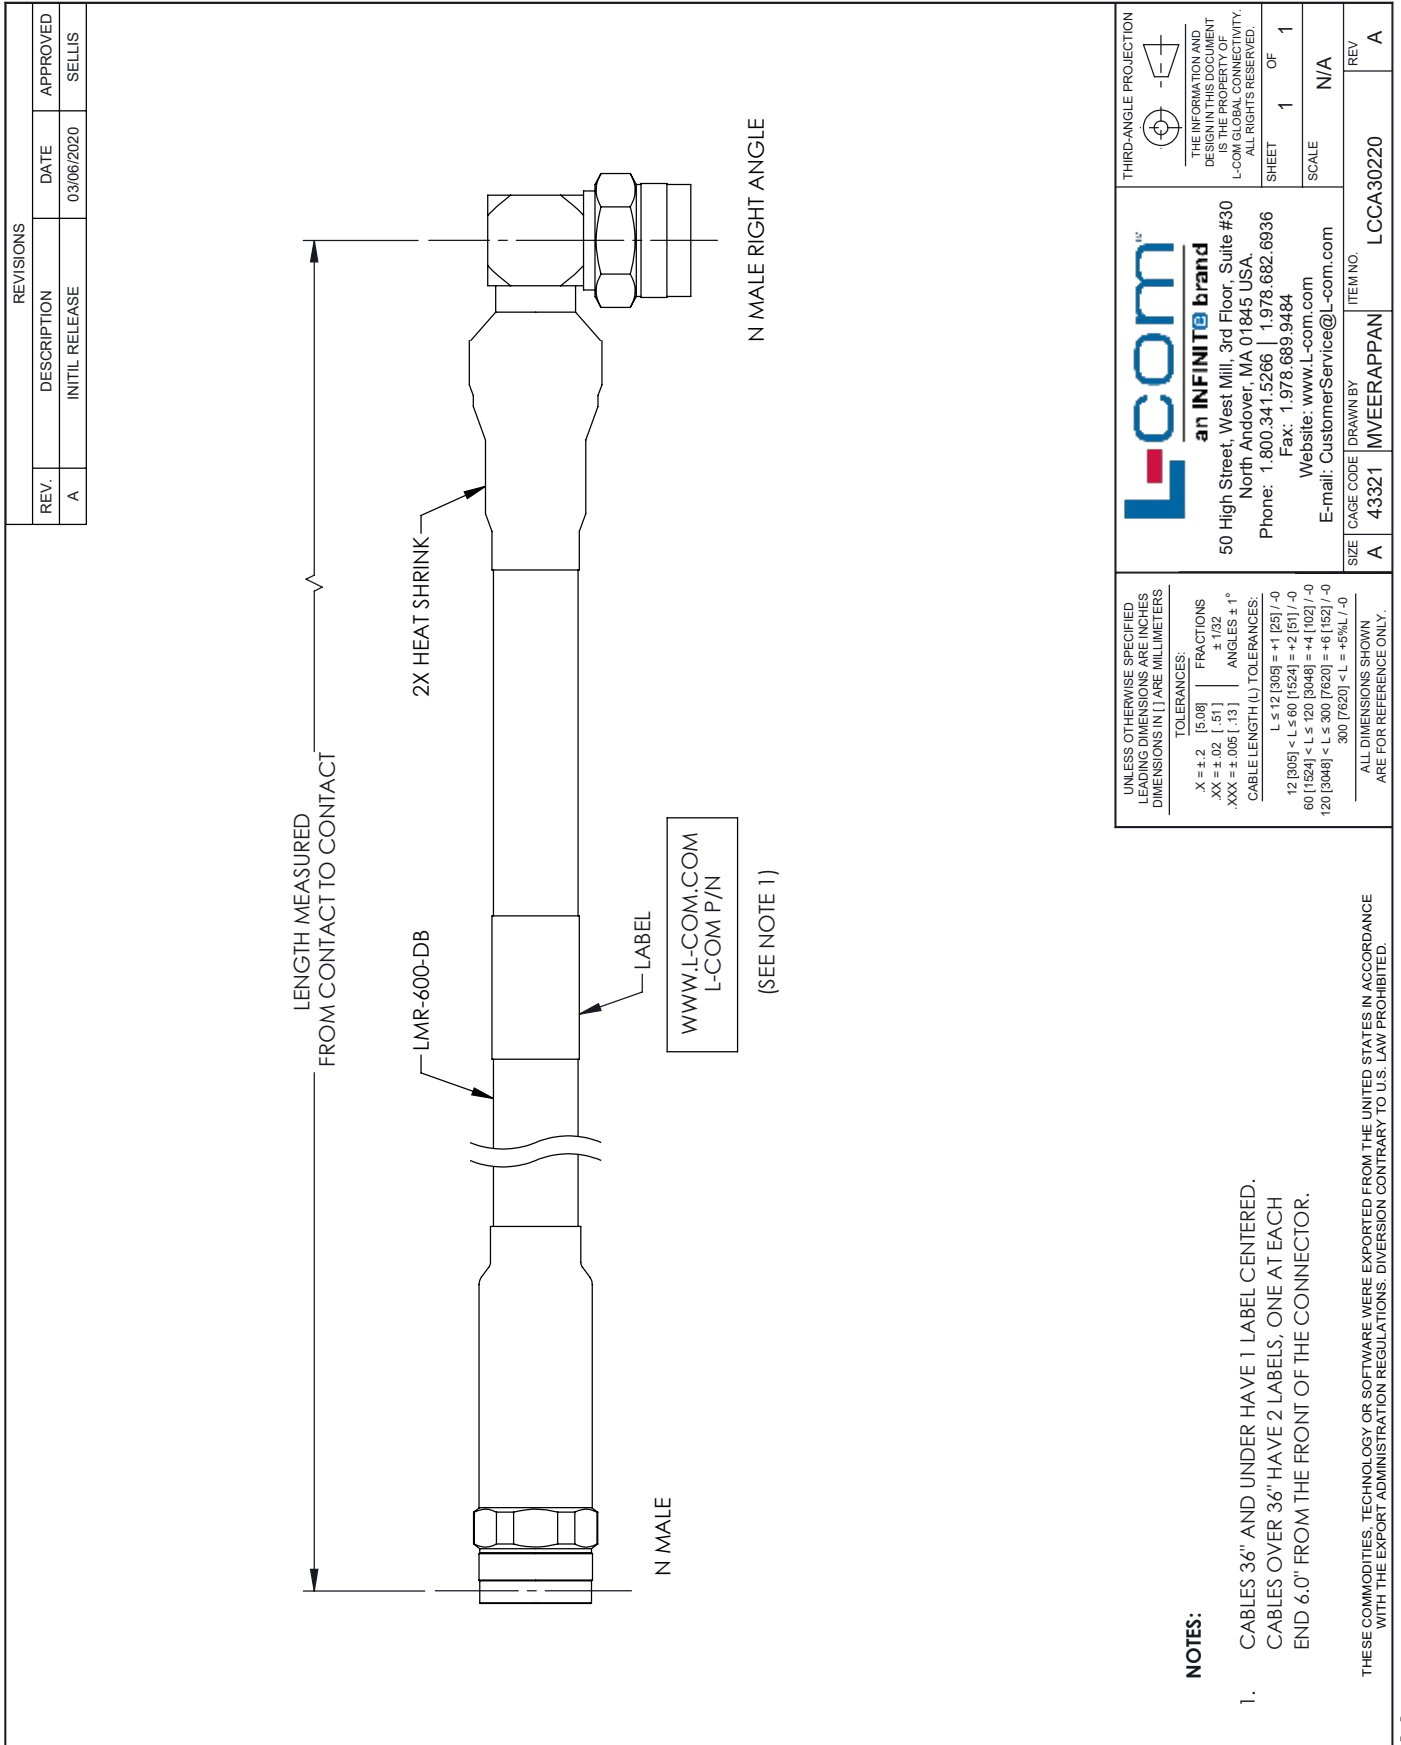 REVISIONS
REV. DESCRIPTION DATE APPROVED
A INITIL RELEASE 03/06/2020 SELLIS
LENGTH MEASURED
FROM CONTACT TO CONTACT
LMR-600-DB
2X HEAT SHRINK
LABEL
WWW.L-COM.COM
L-COM P/N
(SEE NOTE 1)
N MALE
N MALE RIGHT ANGLE
NOTES:
1. CABLES 36" AND UNDER HAVE 1 LABEL CENTERED.
CABLES OVER 36" HAVE 2 LABELS, ONE AT EACH
END 6.0" FROM THE FRONT OF THE CONNECTOR.
THESE COMMODITIES, TECHNOLOGY OR SOFTWARE WERE EXPORTED FROM THE UNITED STATES IN ACCORDANCE
WITH THE EXPORT ADMINISTRATION REGULATIONS. DIVERSION CONTRARY TO U.S. LAW PROHIBITED.
UNLESS OTHERWISE SPECIFIED
LEADING DIMENSIONS ARE INCHES
DIMENSIONS IN [ ] ARE MILLIMETERS
TOLERANCES:
.X = ± .2 [5.08] FRACTIONS
.XX = ± .02 [ .51 ] ± 1/32
.XXX = ± .005 [ .13 ] ANGLES ± 1°
CABLE LENGTH (L) TOLERANCES:
L ≤ 12 [305] = +1 [25] / -0
12 [305] < L ≤ 60 [1524] = +2 [51] / -0
60 [1524] < L ≤ 120 [3048] = +4 [102] / -0
120 [3048] < L ≤ 300 [7620] = +6 [152] / -0
300 [7620] < L = +5%L / -0
ALL DIMENSIONS SHOWN
ARE FOR REFERENCE ONLY.
L-com
an INFINITe brand
50 High Street, West Mill, 3rd Floor, Suite #30
North Andover, MA 01845 USA.
Phone: 1.800.341.5266 | 1.978.682.6936
Fax: 1.978.689.9484
Website: www.L-com.com
E-mail: CustomerService@L-com.com
THIRD-ANGLE PROJECTION
THE INFORMATION AND
DESIGN IN THIS DOCUMENT
IS THE PROPERTY OF
L-COM GLOBAL CONNECTIVITY.
ALL RIGHTS RESERVED.
SHEET 1 OF 1
SCALE N/A
SIZE CAGE CODE DRAWN BY ITEM NO. REV
A 43321 MVEERAPPAN LCCA30220 A